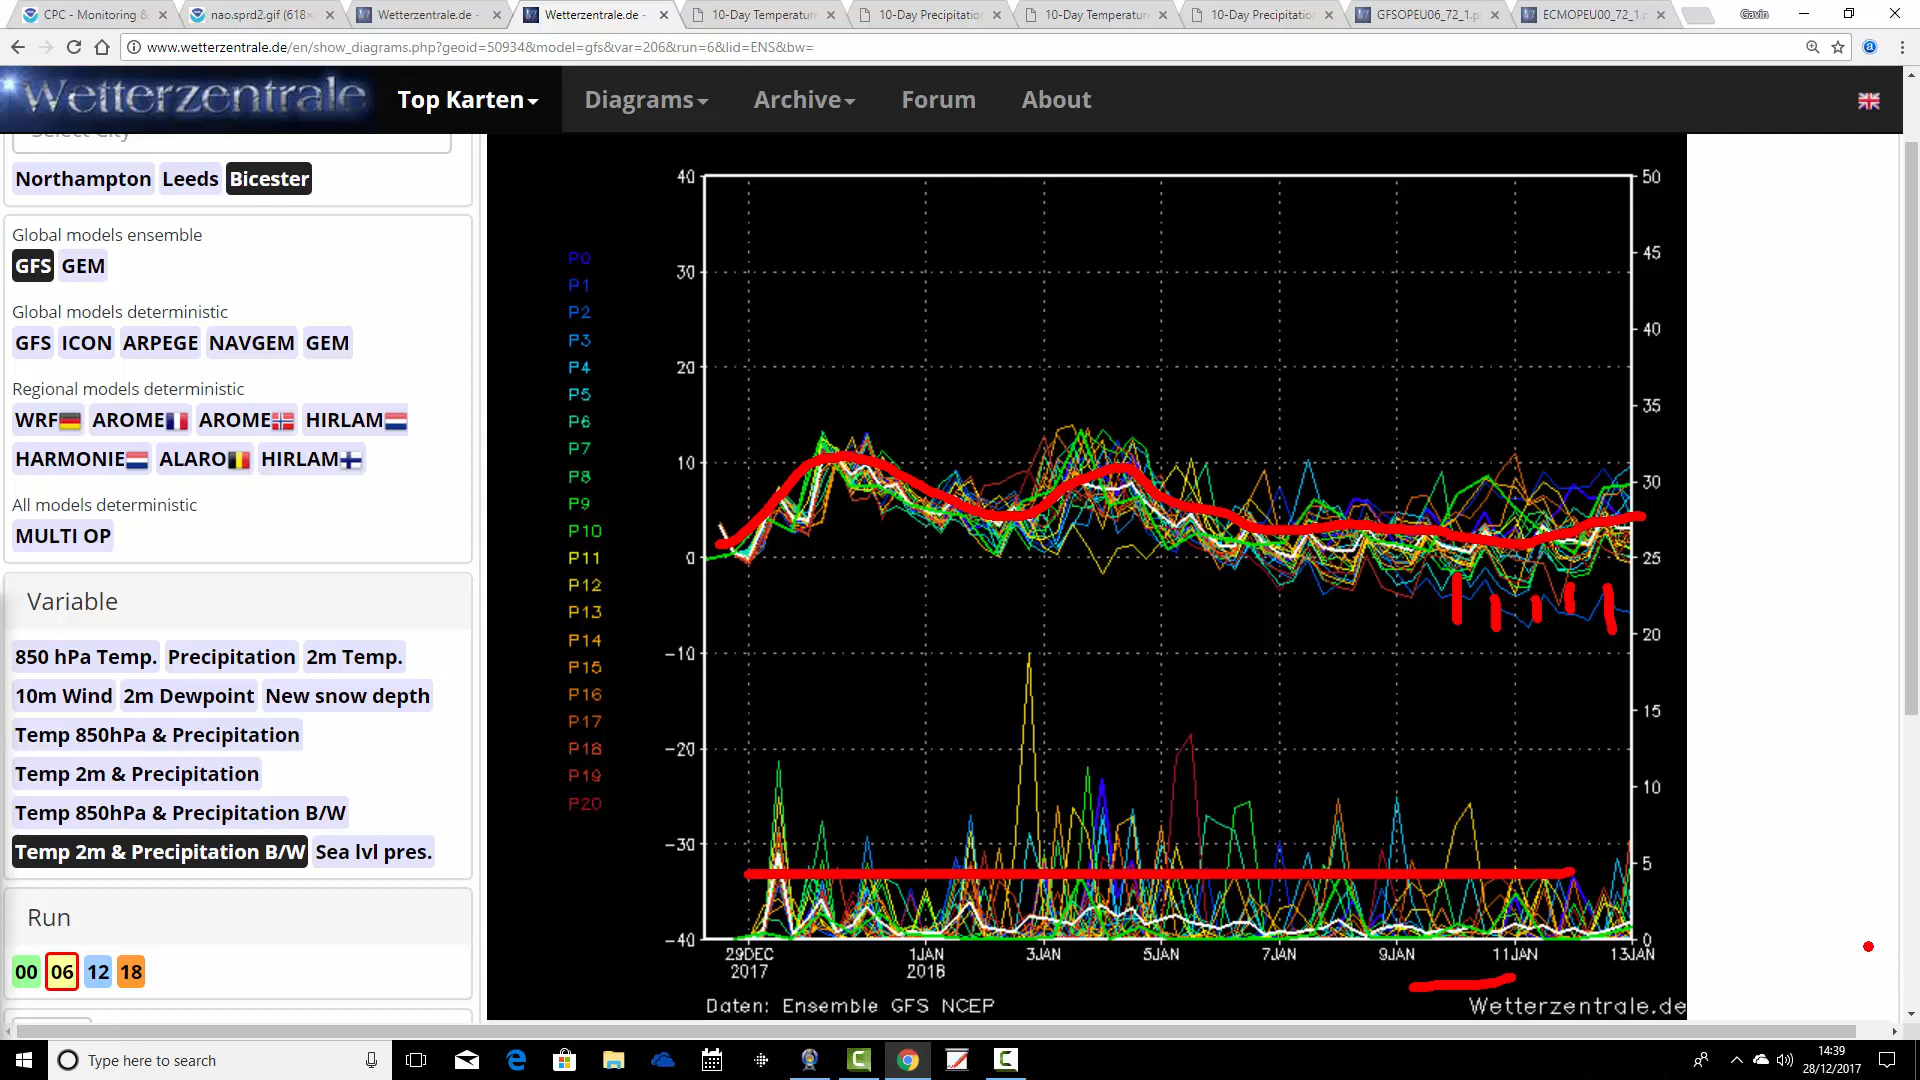 CPC - Monitoring &
nao.sprd2.gif (618×
Wetterzentrale.de -
Wetterzentrale.de -
10-Day Temperatur
10-Day Precipitatio
10-Day Temperatur
10-Day Precipitatio
GFSOPEU06_72_1.p
ECMOPEU00_72_1.p
Gavin
www.wetterzentrale.de/en/show_diagrams.php?geoid=50934&model=gfs&var=206&run=6&lid=ENS&bw=
Wetterzentrale
Top Karten
Diagrams
Archive
Forum
About
Select City
Northampton Leeds Bicester
Global models ensemble
GFS GEM
Global models deterministic
GFS ICON ARPEGE NAVGEM GEM
Regional models deterministic
WRF AROME AROME HIRLAM
HARMONIE ALARO HIRLAM
All models deterministic
MULTI OP
Variable
850 hPa Temp. Precipitation 2m Temp.
10m Wind 2m Dewpoint New snow depth
Temp 850hPa & Precipitation
Temp 2m & Precipitation
Temp 850hPa & Precipitation B/W
Temp 2m & Precipitation B/W Sea lvl pres.
Run
00 06 12 18
P0
P1
P2
P3
P4
P5
P6
P7
P8
P9
P10
P11
P12
P13
P14
P15
P16
P17
P18
P19
P20
40
30
20
10
0
-10
-20
-30
-40
50
45
40
35
30
25
20
15
10
5
0
29DEC 1JAN 3JAN 5JAN 7JAN 9JAN 11JAN 13JAN
2017 2018
Daten: Ensemble GFS NCEP
Wetterzentrale.de
Type here to search
14:39
28/12/2017